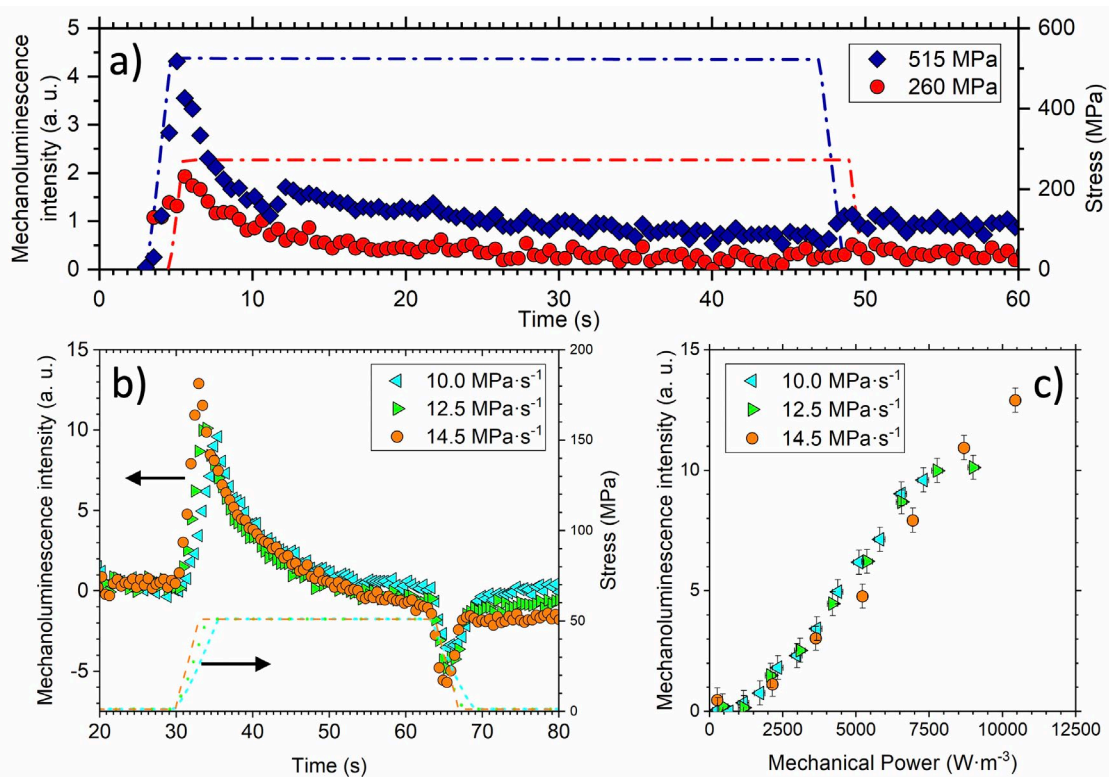 a)
5
4
3
2
1
0
Mechanoluminescence
intensity (a. u.)
515 MPa
260 MPa
600
400
200
0
Stress
(MPa)
0 10 20 30 40 50 60
Time (s)
b)
15
10
5
0
-5
Mechanoluminescence intensity (a. u.)
10.0 MPa·s-1
12.5 MPa·s-1
14.5 MPa·s-1
200
150
100
50
0
Stress (MPa)
20 30 40 50 60 70 80
Time (s)
c)
15
10
5
0
Mechanoluminescence intensity (a. u.)
10.0 MPa·s-1
12.5 MPa·s-1
14.5 MPa·s-1
0 2500 5000 7500 10000 12500
Mechanical Power (W·m-3)